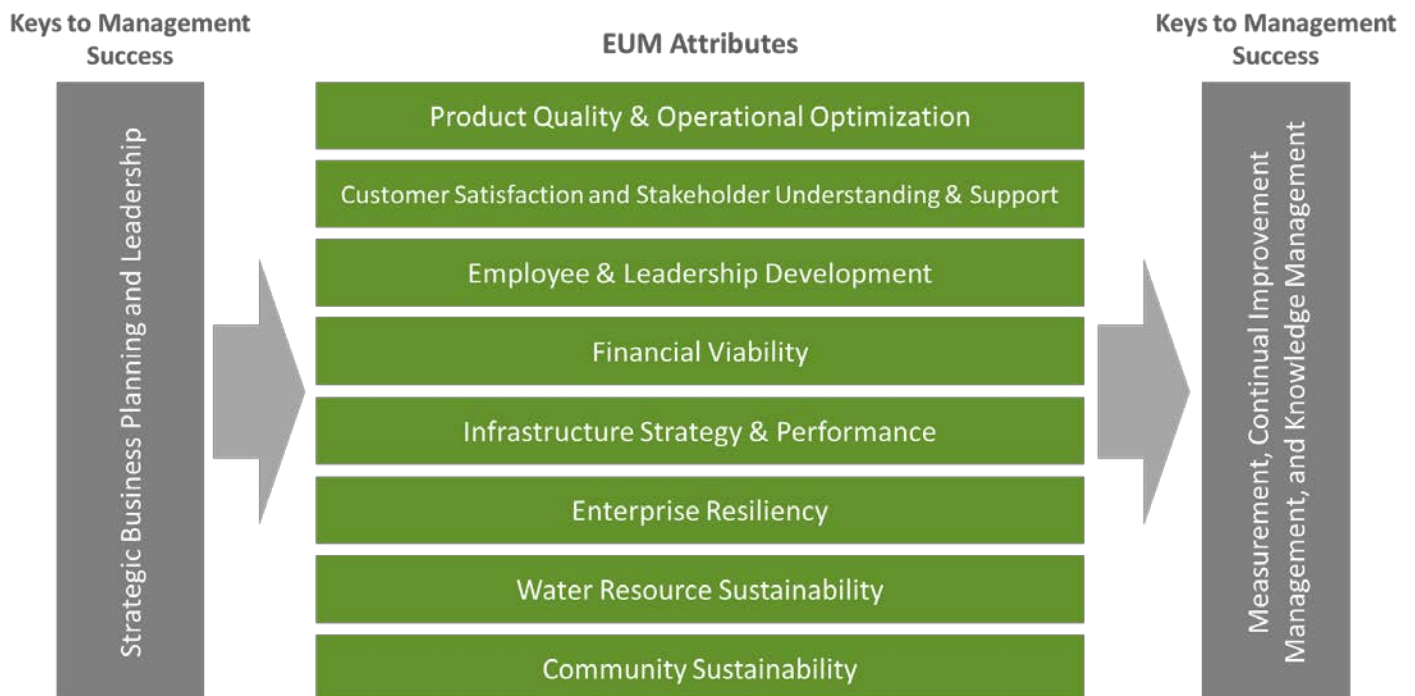 Keys to Management
Success
Strategic Business Planning and Leadership
EUM Attributes
Product Quality & Operational Optimization
Customer Satisfaction and Stakeholder Understanding & Support
Employee & Leadership Development
Financial Viability
Infrastructure Strategy & Performance
Enterprise Resiliency
Water Resource Sustainability
Community Sustainability
Keys to Management
Success
Measurement, Continual Improvement
Management, and Knowledge Management